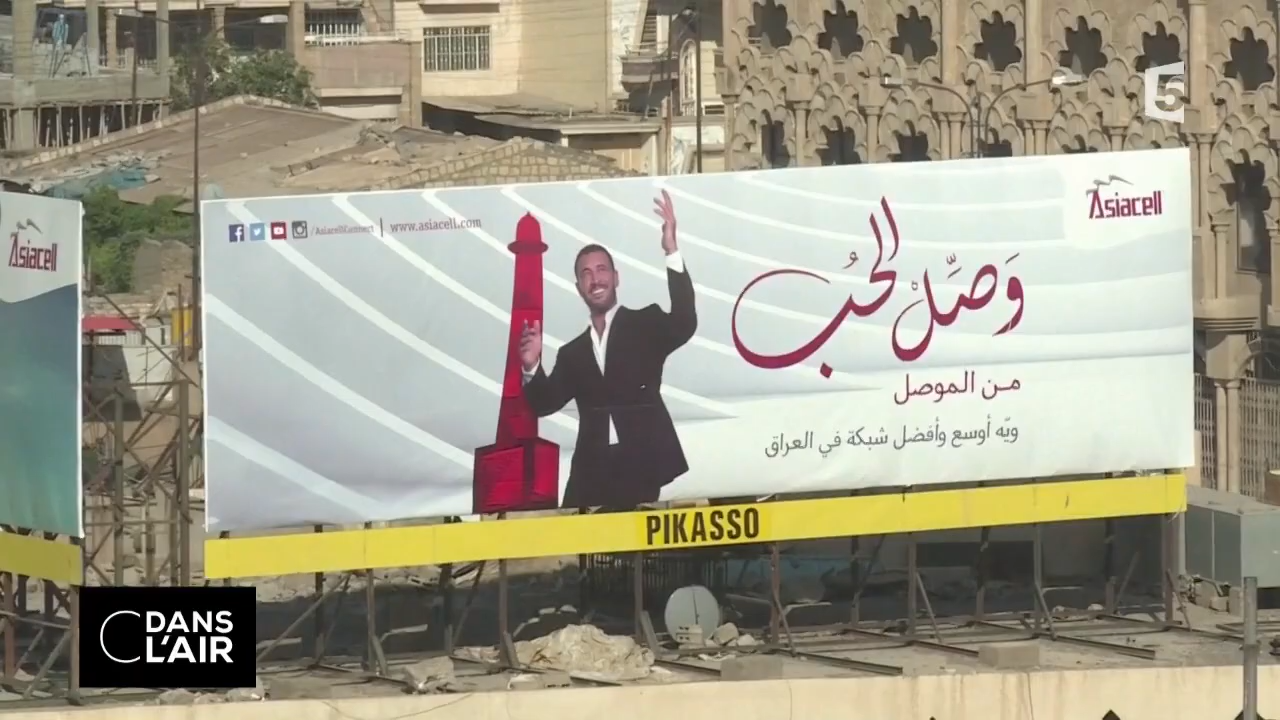 5
Asiacell
/AsiacellConnect | www.asiacell.com
Asiacell
وَصِّلْ الحُب
من الموصل
ويّه أوسع وأفضل شبكة في العراق
PIKASSO
C DANS L'AIR